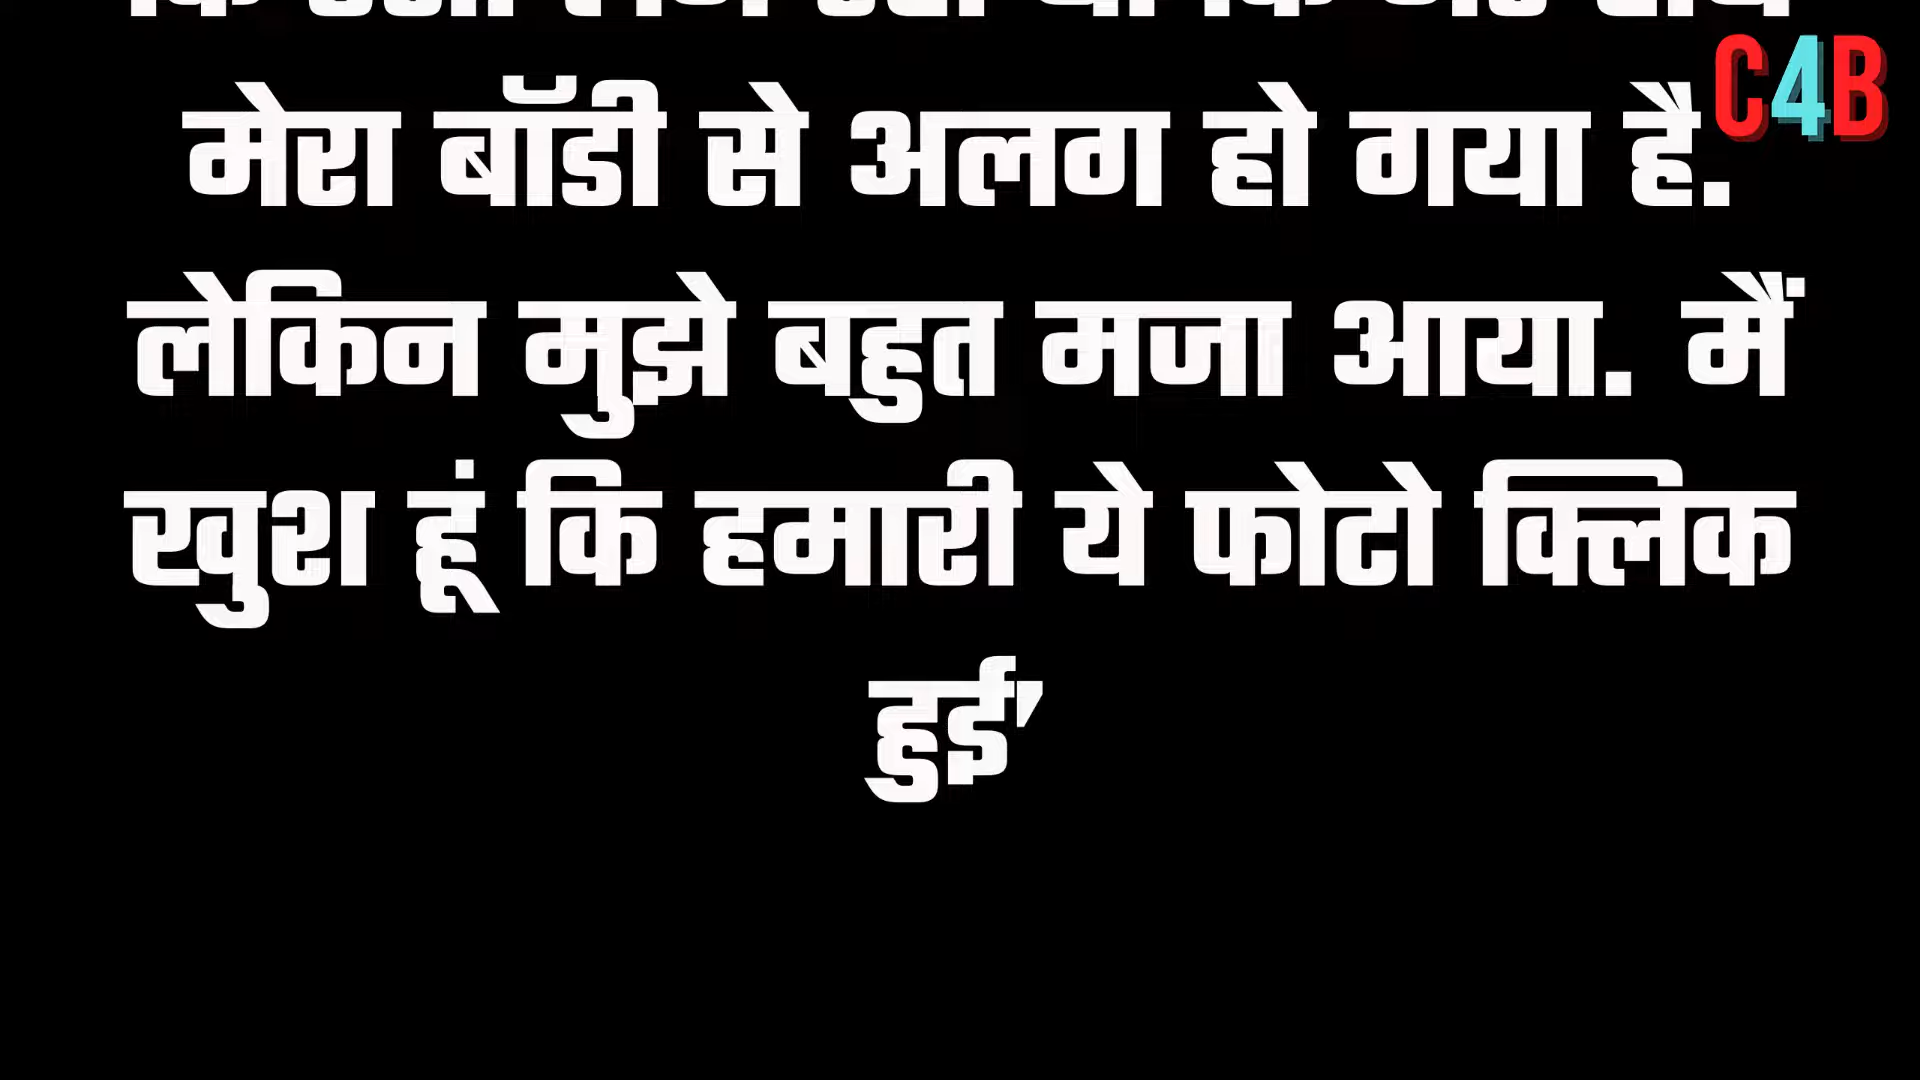 C4B
मेरा बॉडी से अलग हो गया है.
लेकिन मुझे बहुत मजा आया. मैं
खुश हूं कि हमारी ये फोटो क्लिक
हुई’